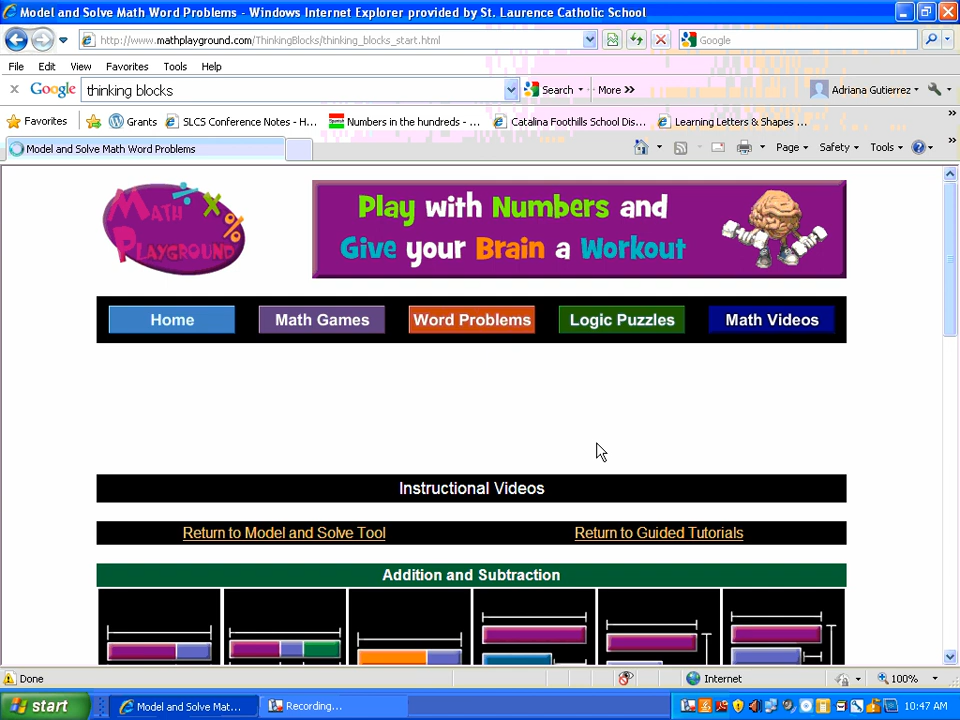 Model and Solve Math Word Problems - Windows Internet Explorer provided by St. Laurence Catholic School
http://www.mathplayground.com/ThinkingBlocks/thinking_blocks_start.html
Google
File Edit View Favorites Tools Help
x Google thinking blocks Search More >> Adriana Gutierrez
Favorites Grants SLCS Conference Notes - H... Numbers in the hundreds - ... Catalina Foothills School Dis... Learning Letters & Shapes ...
Model and Solve Math Word Problems Page Safety Tools
MATH PLAYGROUND
Play with Numbers and
Give your Brain a Workout
Home Math Games Word Problems Logic Puzzles Math Videos
Instructional Videos
Return to Model and Solve Tool Return to Guided Tutorials
Addition and Subtraction
Done Internet 100%
start Model and Solve Mat... Recording... 10:47 AM